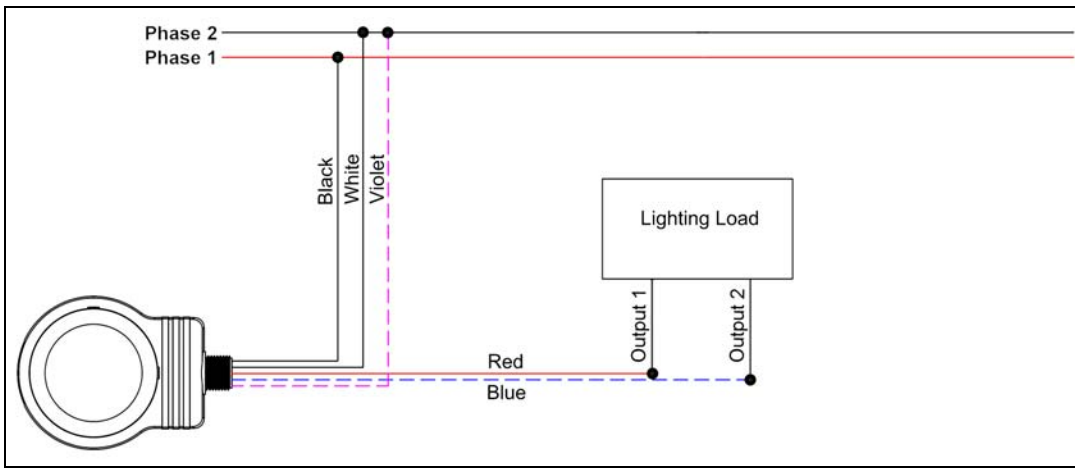 Phase 2
Phase 1
Black
White
Violet
Lighting Load
Output 1
Output 2
Red
Blue